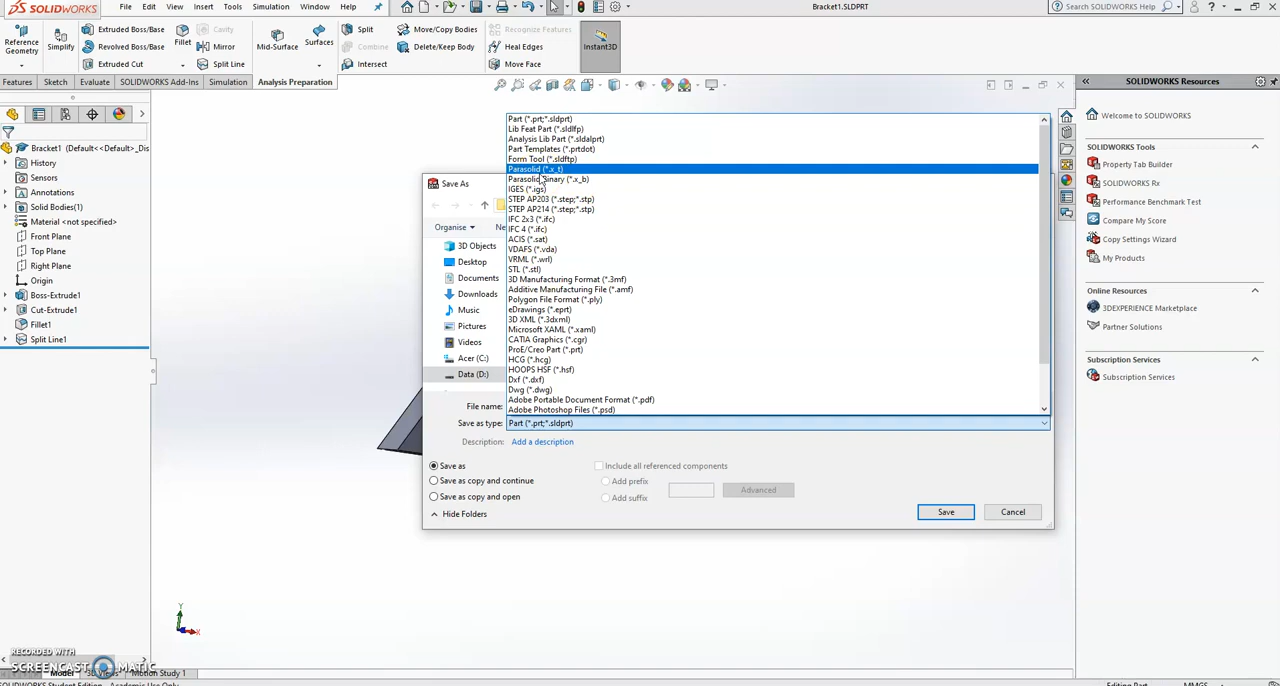 SOLIDWORKS File Edit View Insert Tools Simulation Window Help Bracket1.SLDPRT Search SOLIDWORKS Help
Reference Geometry
Simplify
Extruded Boss/Base
Revolved Boss/Base
Extruded Cut
Fillet
Cavity
Mirror
Split Line
Mid-Surface
Surfaces
Split
Combine
Intersect
Move/Copy Bodies
Delete/Keep Body
Recognize Features
Heal Edges
Move Face
Instant3D
Features Sketch Evaluate SOLIDWORKS Add-Ins Simulation Analysis Preparation
Bracket1 (Default<<Default>_Dis
History
Sensors
Annotations
Solid Bodies(1)
Material <not specified>
Front Plane
Top Plane
Right Plane
Origin
Boss-Extrude1
Cut-Extrude1
Fillet1
Split Line1
Save As
Organise
3D Objects
Desktop
Documents
Downloads
Music
Pictures
Videos
Acer (C:)
Data (D:)
Part (*.prt;*.sldprt)
Lib Feat Part (*.sldlfp)
Analysis Lib Part (*.sldalprt)
Part Templates (*.prtdot)
Form Tool (*.sldftp)
Parasolid (*.x_t)
Parasolid Binary (*.x_b)
IGES (*.igs)
STEP AP203 (*.step;*.stp)
STEP AP214 (*.step;*.stp)
IFC 2x3 (*.ifc)
IFC 4 (*.ifc)
ACIS (*.sat)
VDAFS (*.vda)
VRML (*.wrl)
STL (*.stl)
3D Manufacturing Format (*.3mf)
Additive Manufacturing File (*.amf)
Polygon File Format (*.ply)
eDrawings (*.eprt)
3D XML (*.3dxml)
Microsoft XAML (*.xaml)
CATIA Graphics (*.cgr)
ProE/Creo Part (*.prt)
HCG (*.hcg)
HOOPS HSF (*.hsf)
Dxf (*.dxf)
Dwg (*.dwg)
Adobe Portable Document Format (*.pdf)
Adobe Photoshop Files (*.psd)
File name:
Save as type: Part (*.prt;*.sldprt)
Description: Add a description
Save as
Save as copy and continue
Save as copy and open
Include all referenced components
Add prefix
Add suffix
Advanced
Hide Folders
Save Cancel
SOLIDWORKS Resources
Welcome to SOLIDWORKS
SOLIDWORKS Tools
Property Tab Builder
SOLIDWORKS Rx
Performance Benchmark Test
Compare My Score
Copy Settings Wizard
My Products
Online Resources
3DEXPERIENCE Marketplace
Partner Solutions
Subscription Services
Subscription Services
Y
X
RECORDED WITH
SCREENCAST MATIC
Model 3D Views Motion Study 1
SOLIDWORKS Student Edition - Academic Use Only Editing Part MMGS